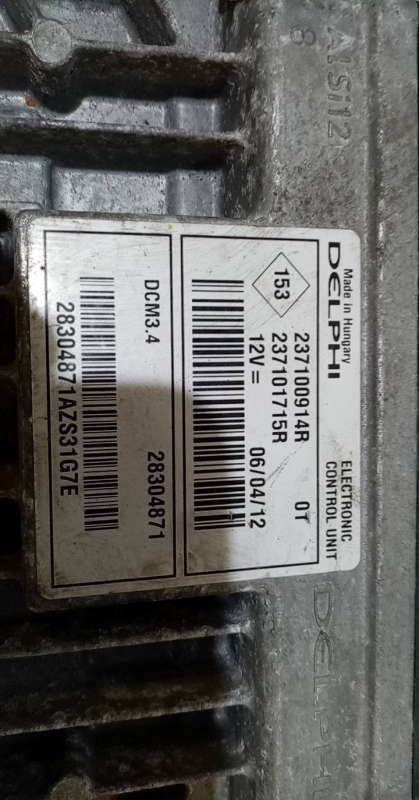 AlSi12
8
Made in Hungary
DELPHI
ELECTRONIC
CONTROL UNIT
153
237100914R 0T
237101715R
12V= 06/04/12
DCM3.4 28304871
28304871AZS31G7E
DELPHI